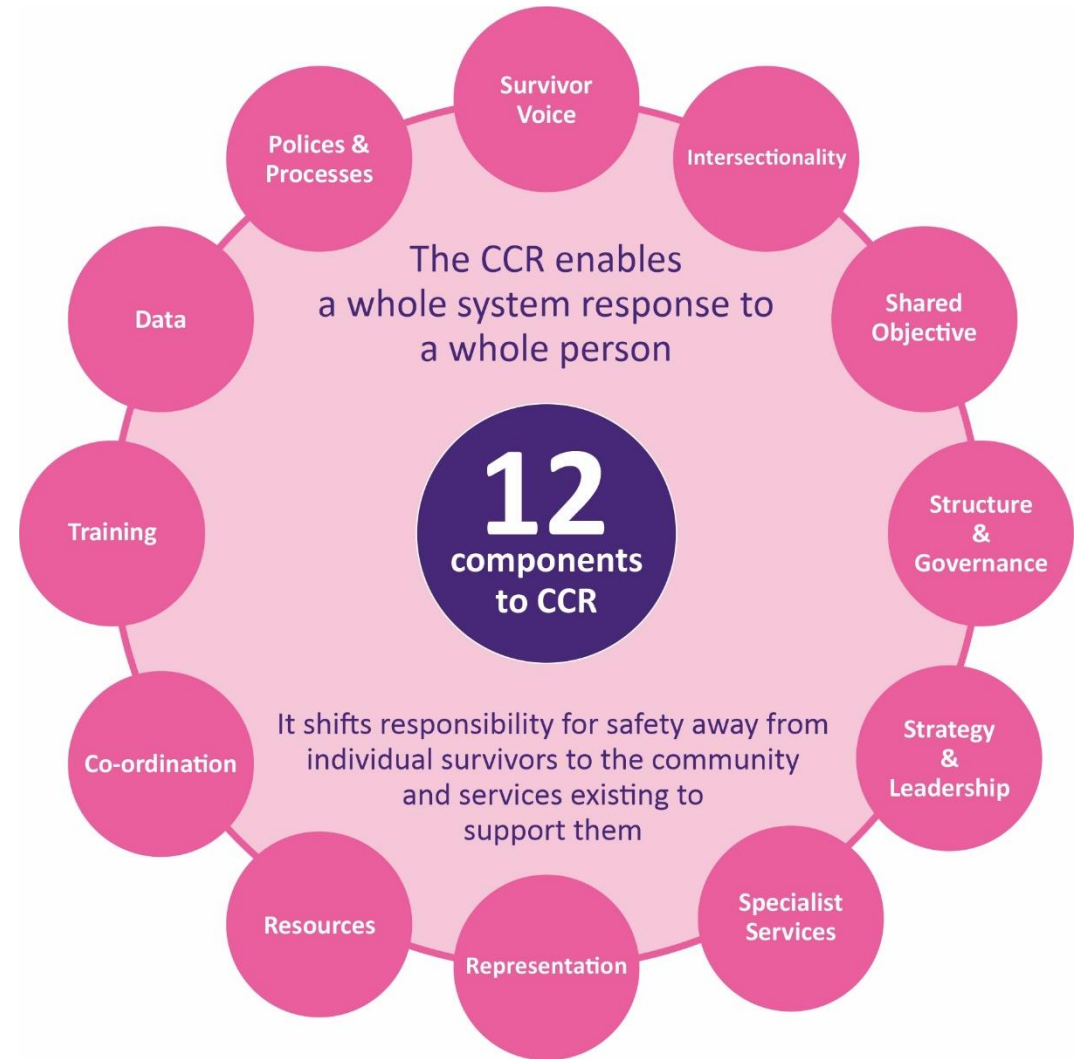 Survivor
Voice
Intersectionality
Shared
Objective
Structure
&
Governance
Strategy
&
Leadership
Specialist
Services
Representation
Resources
Co-ordination
Training
Data
Polices &
Processes
The CCR enables
a whole system response to
a whole person
12
components
to CCR
It shifts responsibility for safety away from
individual survivors to the community
and services existing to
support them